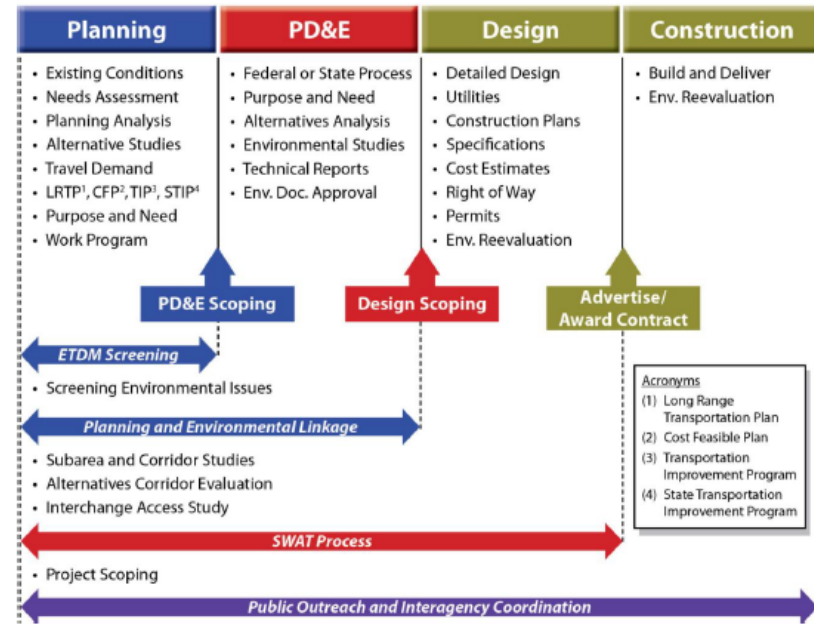 Planning
PD&E
Design
Construction
• Existing Conditions
• Needs Assessment
• Planning Analysis
• Alternative Studies
• Travel Demand
• LRTP¹, CFP², TIP³, STIP⁴
• Purpose and Need
• Work Program
• Federal or State Process
• Purpose and Need
• Alternatives Analysis
• Environmental Studies
• Technical Reports
• Env. Doc. Approval
• Detailed Design
• Utilities
• Construction Plans
• Specifications
• Cost Estimates
• Right of Way
• Permits
• Env. Reevaluation
• Build and Deliver
• Env. Reevaluation
PD&E Scoping
Design Scoping
Advertise/
Award Contract
ETDM Screening
• Screening Environmental Issues
Planning and Environmental Linkage
• Subarea and Corridor Studies
• Alternatives Corridor Evaluation
• Interchange Access Study
SWAT Process
• Project Scoping
Public Outreach and Interagency Coordination
Acronyms
(1) Long Range
Transportation Plan
(2) Cost Feasible Plan
(3) Transportation
Improvement Program
(4) State Transportation
Improvement Program